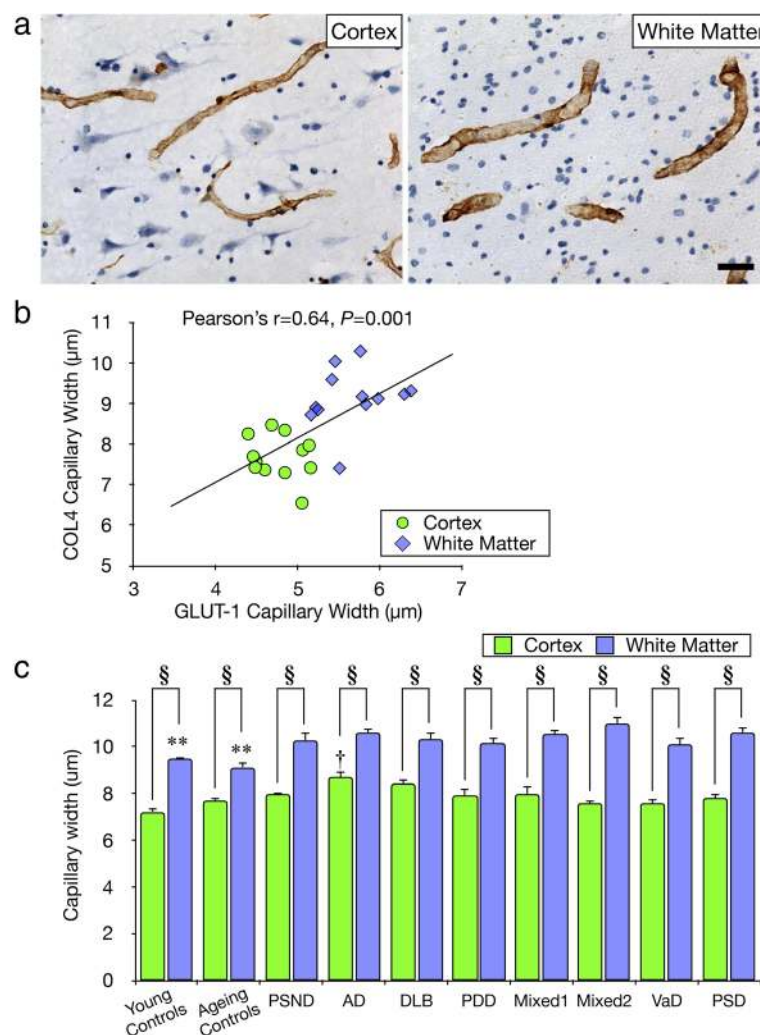 a
Cortex
White Matter
b
Pearson's r=0.64, P=0.001
11
10
9
8
7
6
5
COL4 Capillary Width (µm)
Cortex
White Matter
3
4
5
6
7
GLUT-1 Capillary Width (µm)
c
Cortex
White Matter
§ § § § § § § § § §
12
10
8
6
4
2
0
** **
†
Capillary width (µm)
Young Controls
Ageing Controls
PSND
AD
DLB
PDD
Mixed1
Mixed2
VaD
PSD